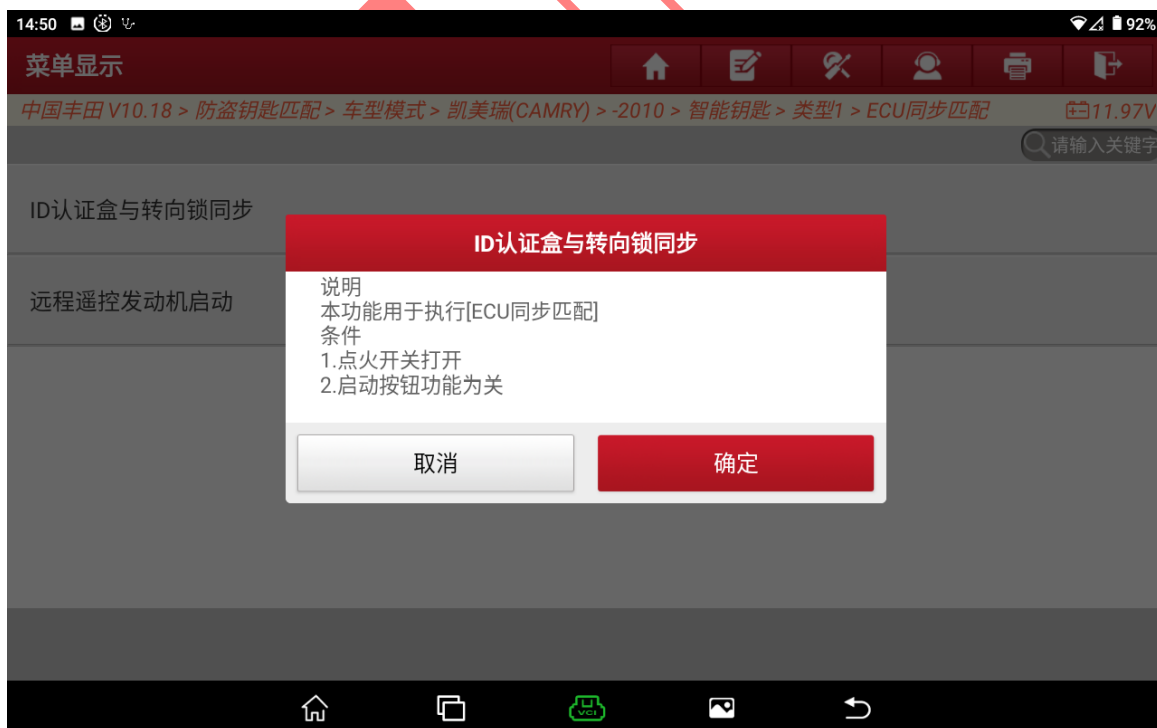 14:50
92%
菜单显示
中国丰田 V10.18 > 防盗钥匙匹配 > 车型模式 > 凯美瑞(CAMRY) > -2010 > 智能钥匙 > 类型1 > ECU同步匹配
11.97V
请输入关键字
ID认证盒与转向锁同步
ID认证盒与转向锁同步
远程遥控发动机启动
说明
本功能用于执行[ECU同步匹配]
条件
1.点火开关打开
2.启动按钮功能为关
取消
确定
VCI